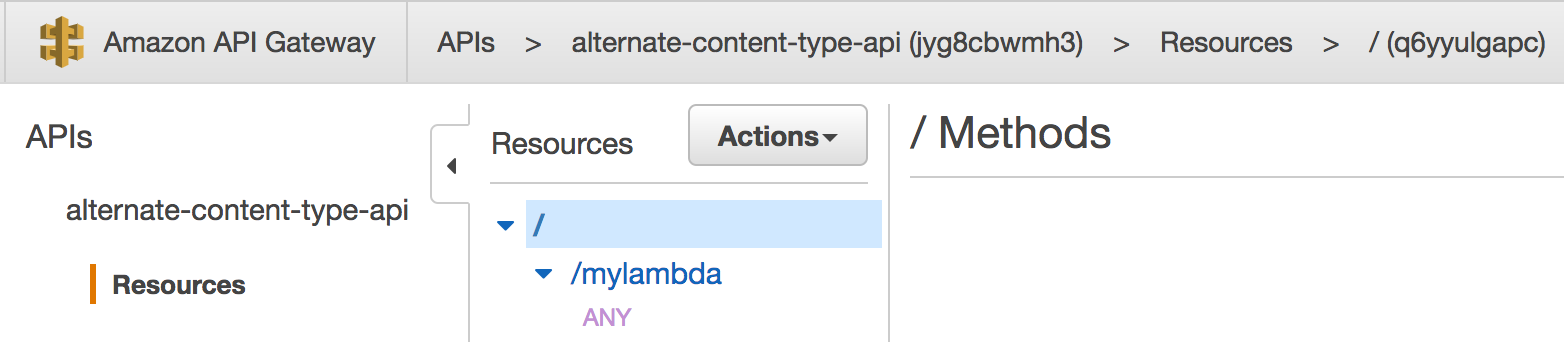 Amazon API Gateway APIs > alternate-content-type-api (jyg8cbwmh3) > Resources > / (q6yyulgapc)
APIs
alternate-content-type-api
Resources
Resources Actions
/
/mylambda
ANY
/ Methods